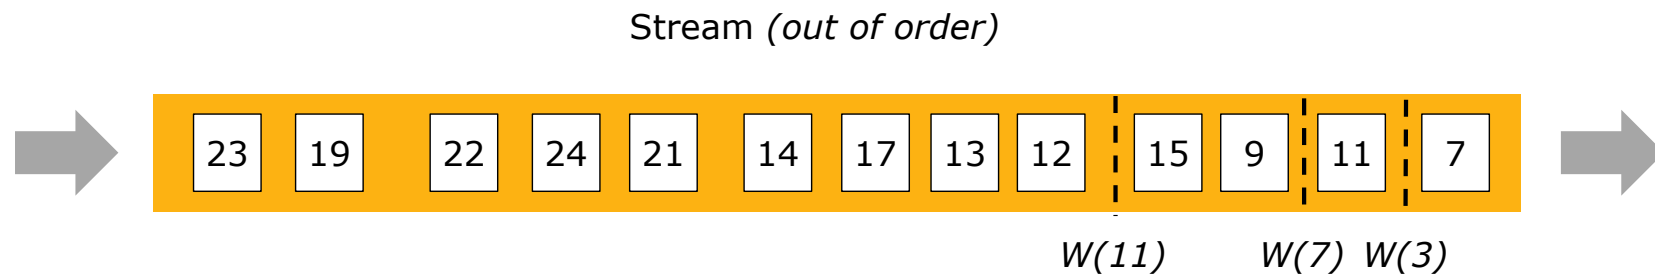 Stream (out of order)
23 19 22 24 21 14 17 13 12 15 9 11 7
W(11) W(7) W(3)